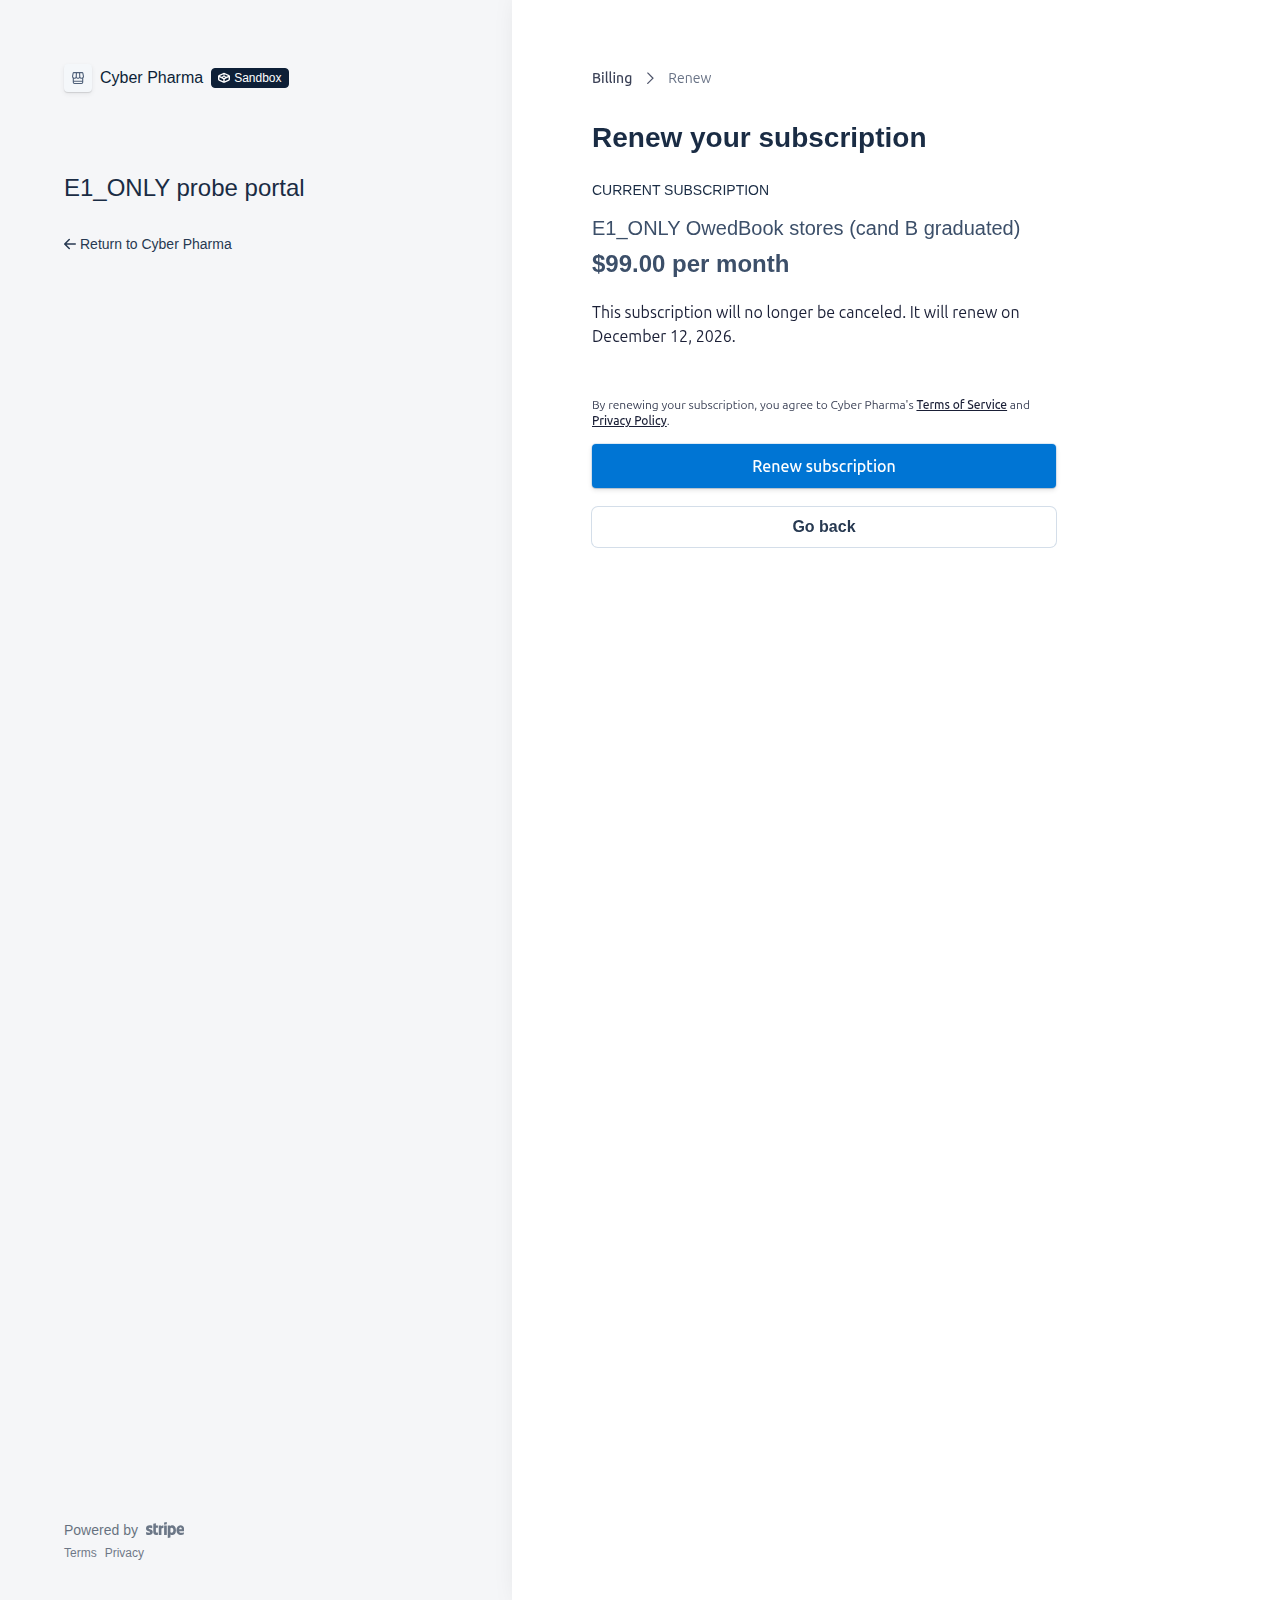 Cyber Pharma Sandbox
E1_ONLY probe portal
Return to Cyber Pharma
Powered by stripe
Terms Privacy
Billing Renew
Renew your subscription
CURRENT SUBSCRIPTION
E1_ONLY OwedBook stores (cand B graduated)
$99.00 per month
This subscription will no longer be canceled. It will renew on
December 12, 2026.
By renewing your subscription, you agree to Cyber Pharma's Terms of Service and
Privacy Policy.
Renew subscription
Go back